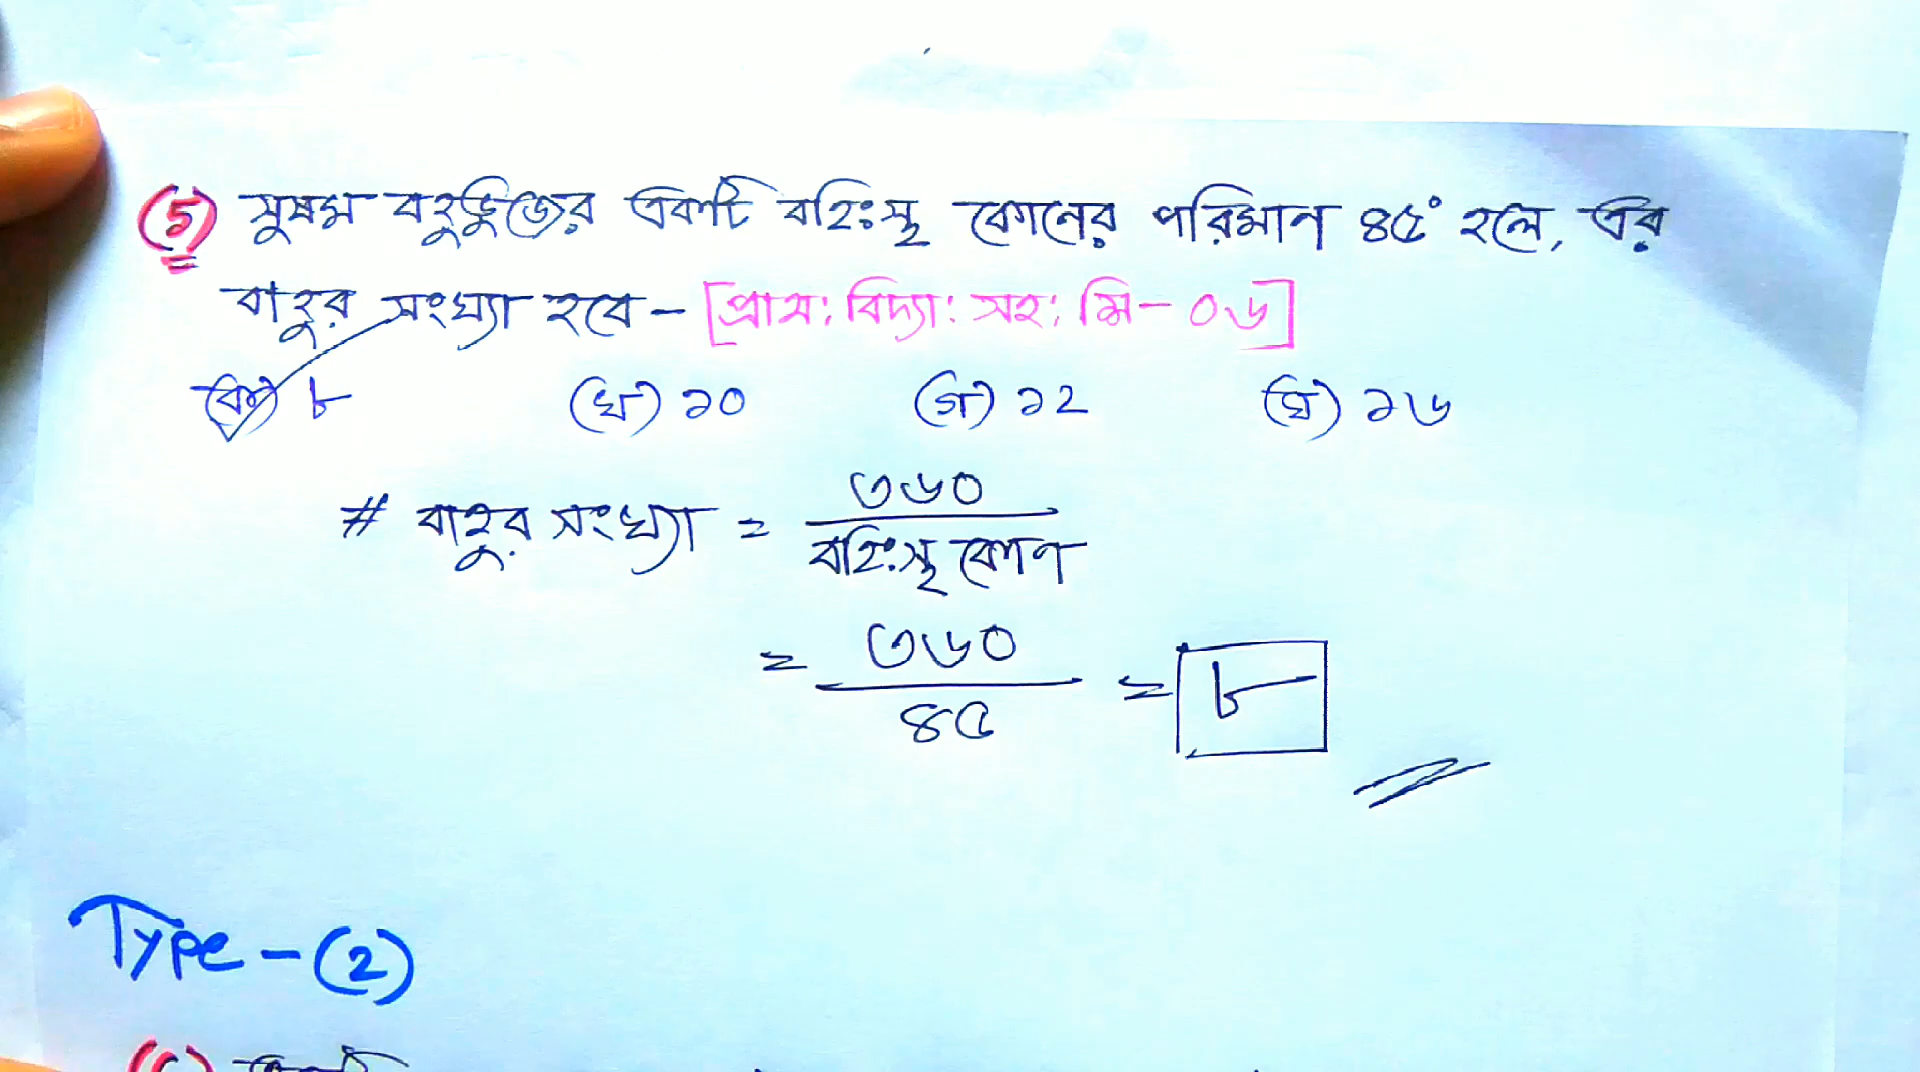 (5) সুষম বহুভুজের একটি বহিঃস্থ কোনের পরিমান ৪৫° হলে, এর
বাহুর সংখ্যা হবে - [প্রাথ: বিদ্যা: সহ: শি - ০৬]
(ক) ৮ (খ) ১০ (গ) ১২ (ঘ) ১৬
# বাহুর সংখ্যা = ৩৬০ / বহিঃস্থ কোণ
= ৩৬০ / ৪৫ = ৮
Type - (2)